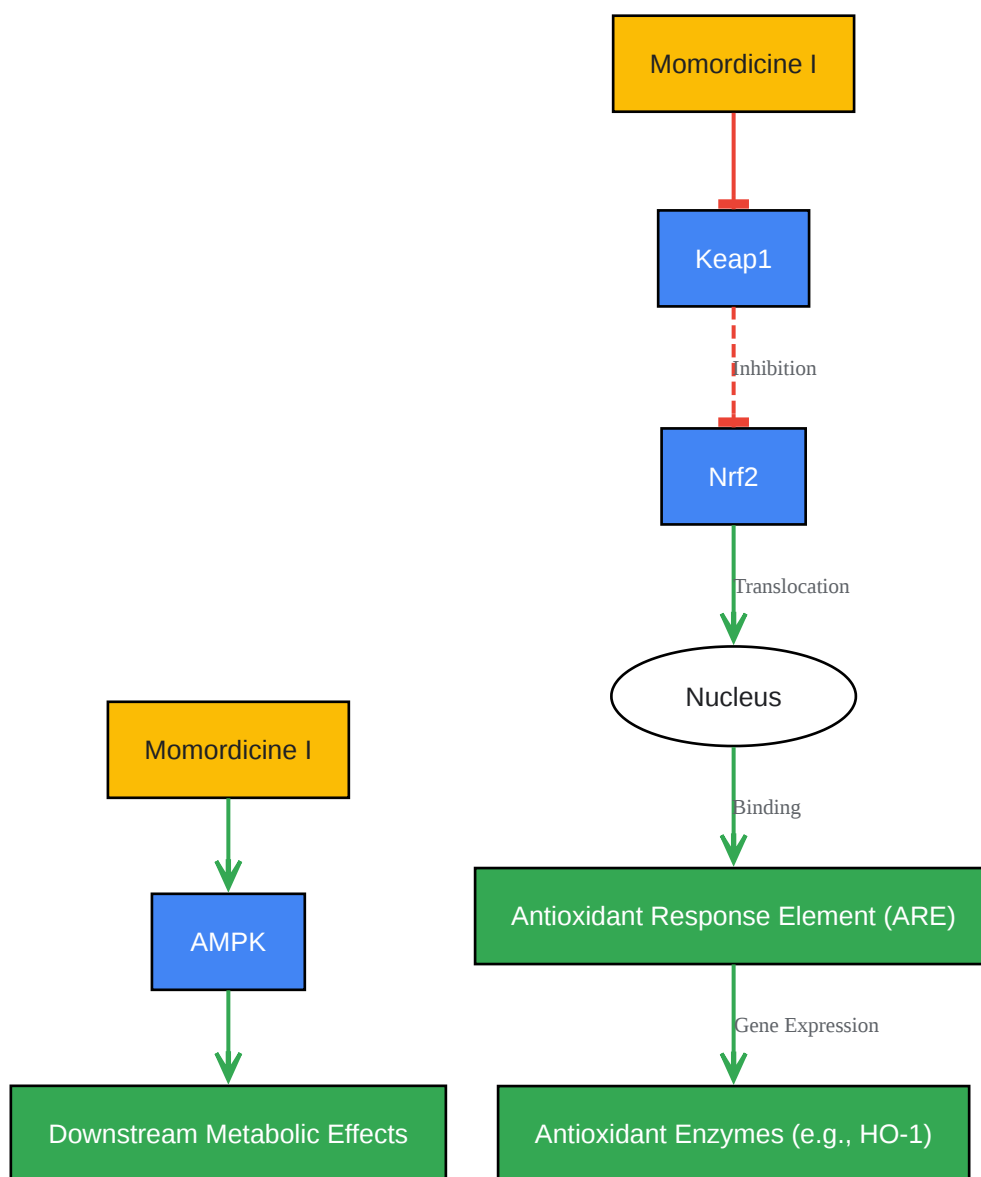 Momordicine I
Keap1
Inhibition
Nrf2
Translocation
Nucleus
Momordicine I
Binding
Antioxidant Response Element (ARE)
AMPK
Gene Expression
Downstream Metabolic Effects
Antioxidant Enzymes (e.g., HO-1)